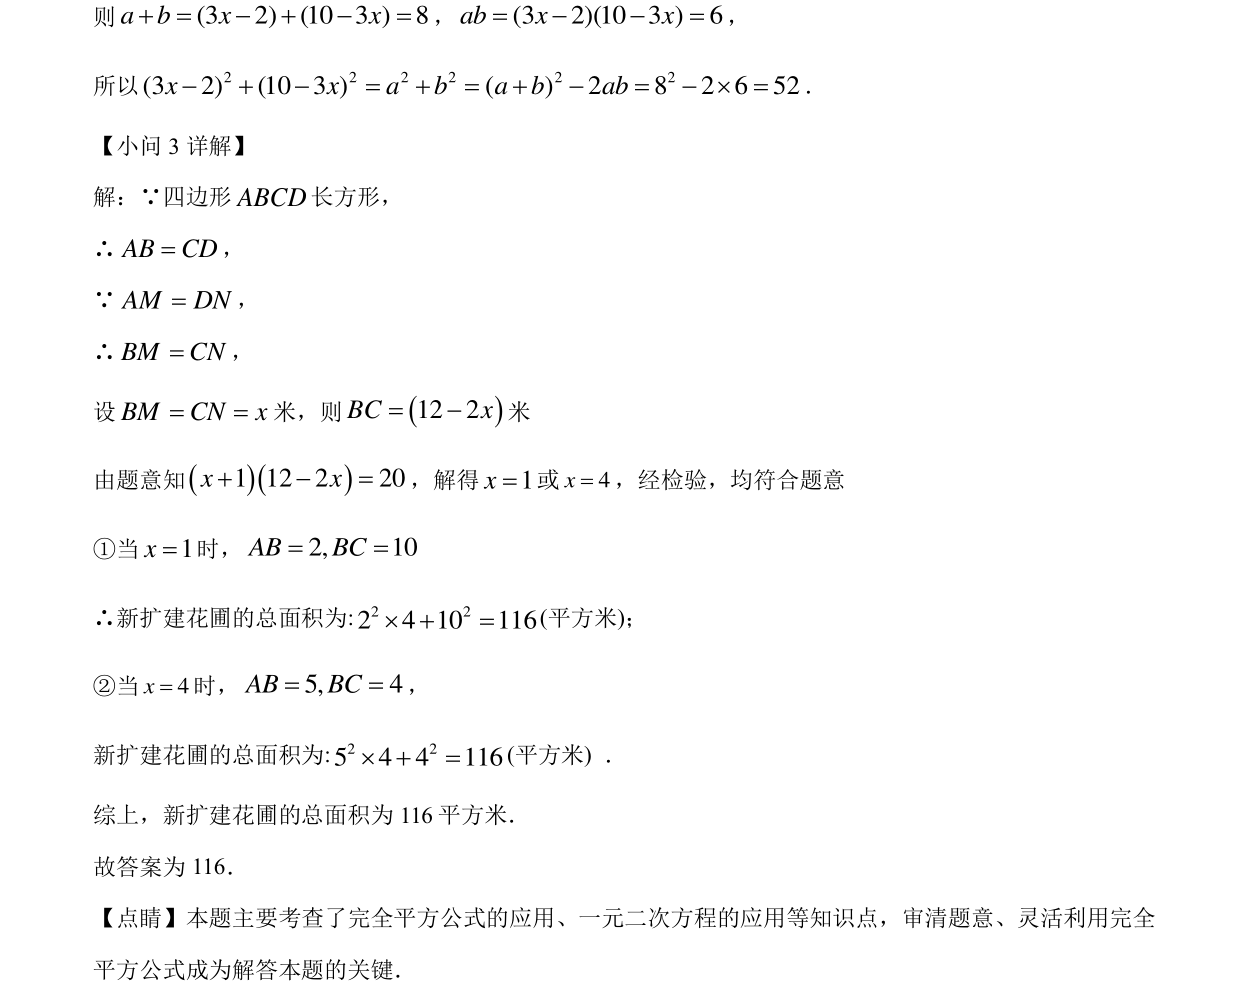 则 a+b=(3x−2)+(10−3x)=8，ab=(3x−2)(10−3x)=6，
所以(3x−2)²+(10−3x)²=a²+b²=(a+b)²−2ab=8²−2×6=52．
【小问 3 详解】
解：∵四边形 ABCD 长方形，
∴ AB=CD，
∵ AM=DN，
∴ BM=CN，
设 BM=CN=x 米，则 BC=(12−2x)米
由题意知(x+1)(12−2x)=20，解得 x=1或 x=4，经检验，均符合题意
①当 x=1时， AB=2,BC=10
∴新扩建花圃的总面积为: 2²×4+10²=116(平方米);
②当 x=4时， AB=5,BC=4，
新扩建花圃的总面积为: 5²×4+4²=116(平方米) ．
综上，新扩建花圃的总面积为 116 平方米．
故答案为 116．
【点睛】本题主要考查了完全平方公式的应用、一元二次方程的应用等知识点，审清题意、灵活利用完全
平方公式成为解答本题的关键．